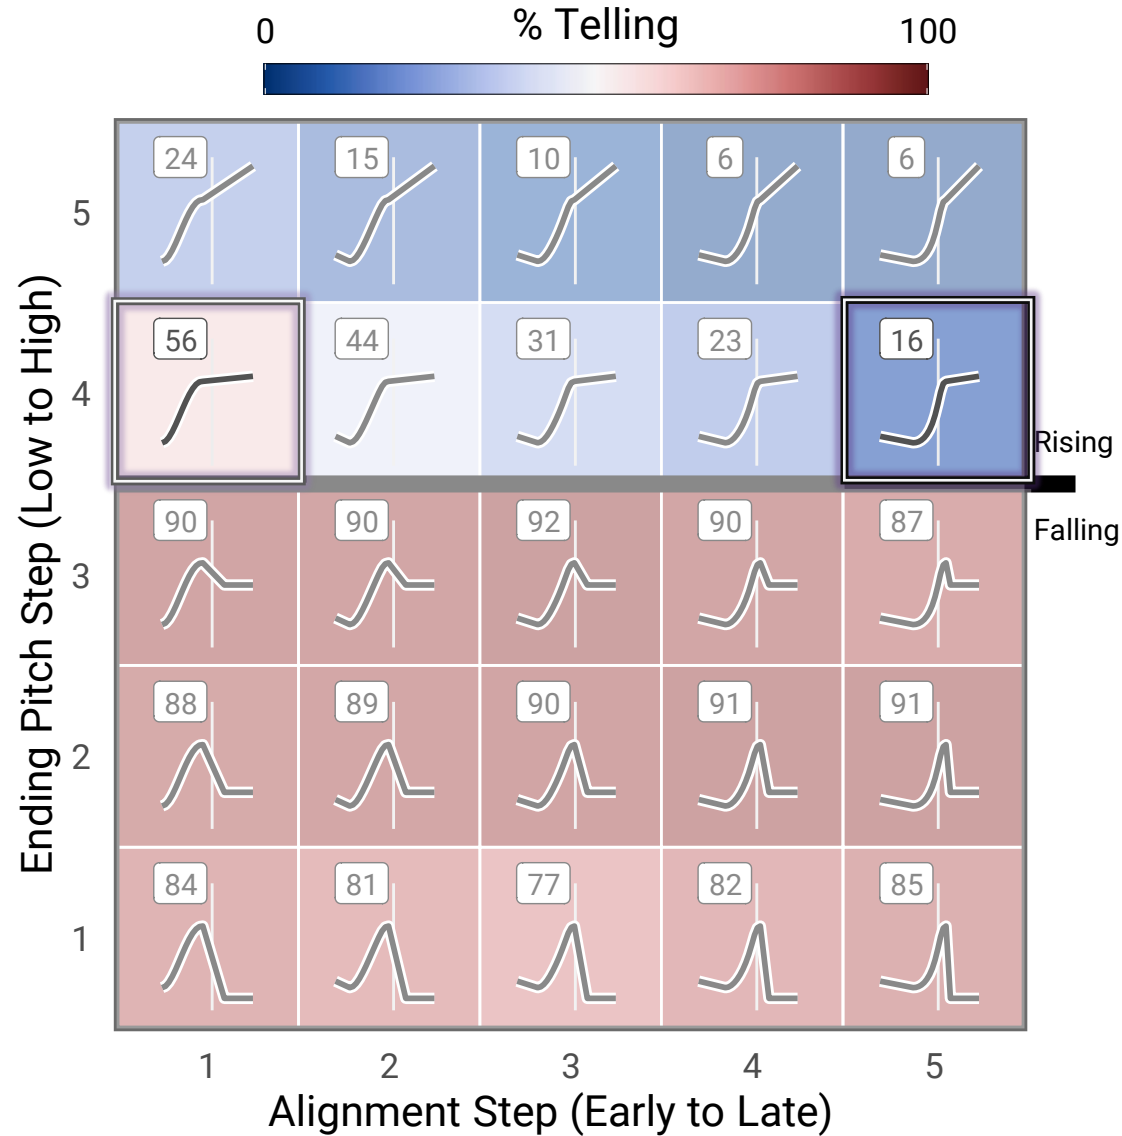 % Telling
0 100
5 24 15 10 6 6
4 56 44 31 23 16
Rising
Falling
3 90 90 92 90 87
2 88 89 90 91 91
1 84 81 77 82 85
1 2 3 4 5
Alignment Step (Early to Late)
Ending Pitch Step (Low to High)